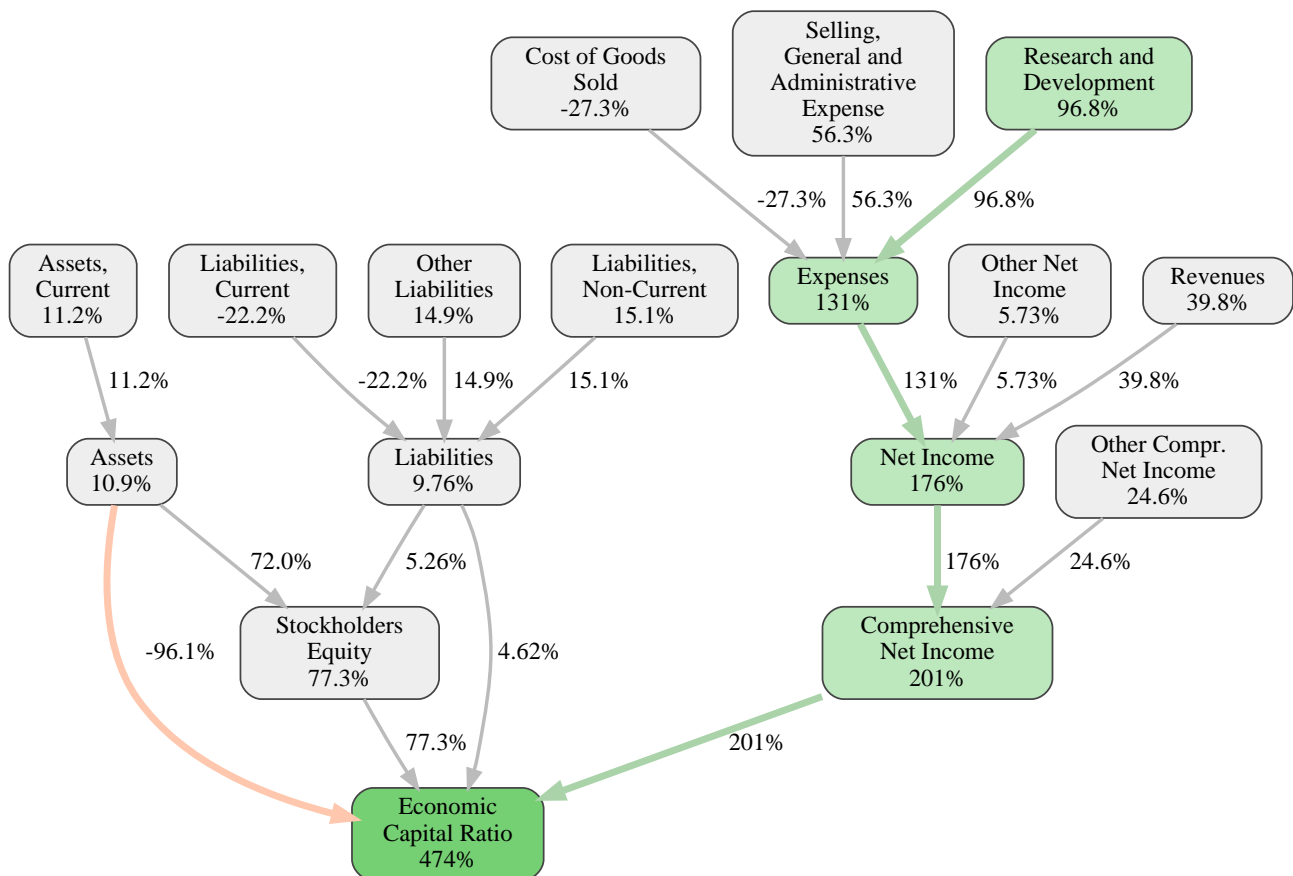 Cost of Goods
Sold
-27.3%
Selling,
General and
Administrative
Expense
56.3%
Research and
Development
96.8%
-27.3%
56.3%
96.8%
Assets,
Current
11.2%
Liabilities,
Current
-22.2%
Other
Liabilities
14.9%
Liabilities,
Non-Current
15.1%
Expenses
131%
Other Net
Income
5.73%
Revenues
39.8%
11.2%
-22.2%
14.9%
15.1%
131%
5.73%
39.8%
Assets
10.9%
Liabilities
9.76%
Net Income
176%
Other Compr.
Net Income
24.6%
72.0%
5.26%
176%
24.6%
-96.1%
Stockholders
Equity
77.3%
4.62%
Comprehensive
Net Income
201%
77.3%
201%
Economic
Capital Ratio
474%